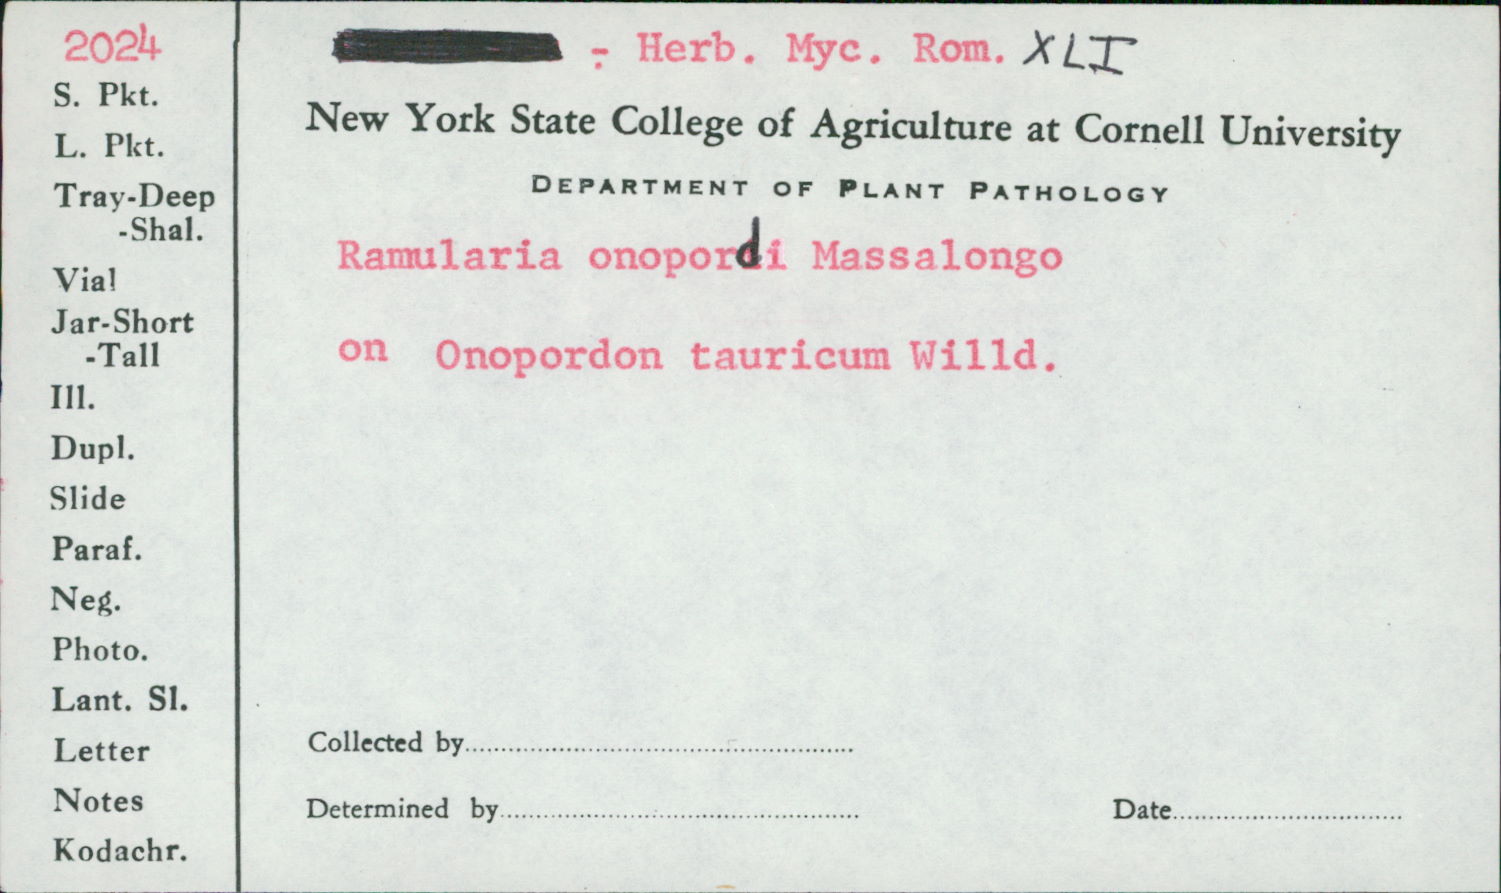 2024
S. Pkt.
L. Pkt.
Tray-Deep
-Shal.
Vial
Jar-Short
-Tall
Ill.
Dupl.
Slide
Paraf.
Neg.
Photo.
Lant. Sl.
Letter
Notes
Kodachr.
- Herb. Myc. Rom. XLI
New York State College of Agriculture at Cornell University
DEPARTMENT OF PLANT PATHOLOGY
Ramularia onopordi Massalongo
on Onopordon tauricum Willd.
Collected by
Determined by
Date